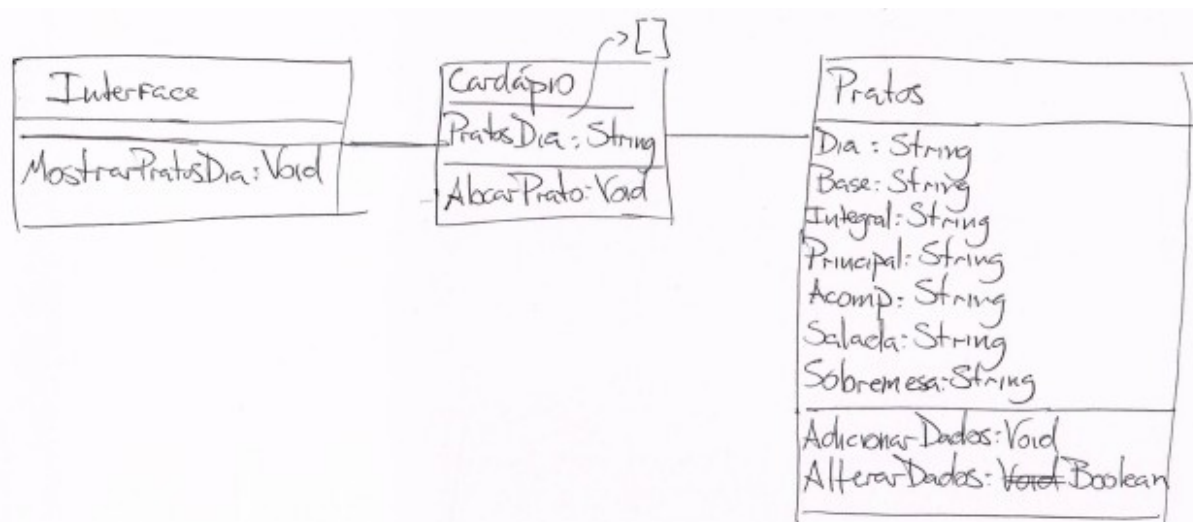 Interface
MostrarPratosDia: Void
[]
Cardápio
PratosDia: String
AlocarPrato: Void
Pratos
Dia: String
Base: String
Integral: String
Principal: String
Acomp: String
Salada: String
Sobremesa: String
AdicionarDados: Void
AlterarDados: Void Boolean